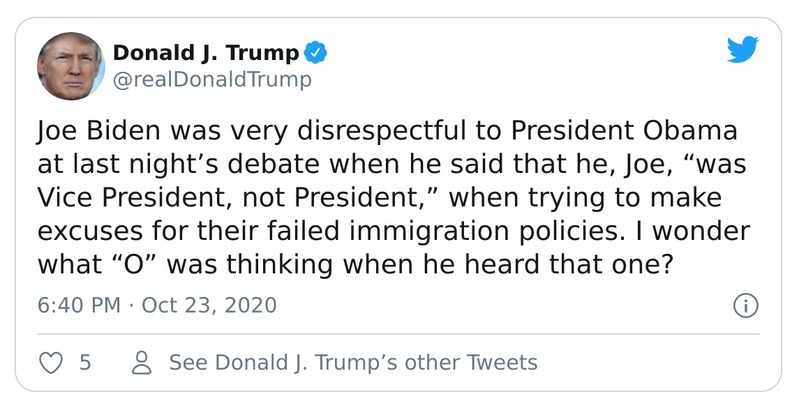 Donald J. Trump
@realDonaldTrump
Joe Biden was very disrespectful to President Obama
at last night’s debate when he said that he, Joe, “was
Vice President, not President,” when trying to make
excuses for their failed immigration policies. I wonder
what “O” was thinking when he heard that one?
6:40 PM · Oct 23, 2020
5 See Donald J. Trump’s other Tweets